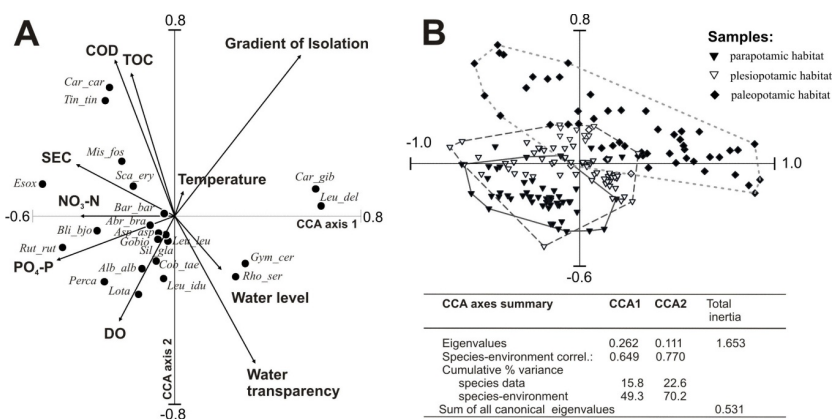 A
0.8
COD
TOC
Gradient of Isolation
Car_car
Tin_tin
Mis_fos
SEC
Sca_ery
Temperature
Car_gib
Esox
Leu_del
NO3-N
Bar_bar
-0.6
0.8
CCA axis 1
Abr_bra
Bli_bjo
Asp_asp
Gobio
Leu_leu
Rut_rut
Sil_gla
PO4-P
Gym_cer
Alb_alb
Cob_tae
Rho_ser
Perca
Leu_idu
Lota
Water level
DO
CCA axis 2
Water
transparency
-0.8
B
0.8
Samples:
parapotamic habitat
plesiopotamic habitat
paleopotamic habitat
-1.0
1.0
-0.6
CCA axes summary CCA1 CCA2 Total
inertia
Eigenvalues 0.262 0.111 1.653
Species-environment correl.: 0.649 0.770
Cumulative % variance
species data 15.8 22.6
species-environment 49.3 70.2
Sum of all canonical eigenvalues 0.531